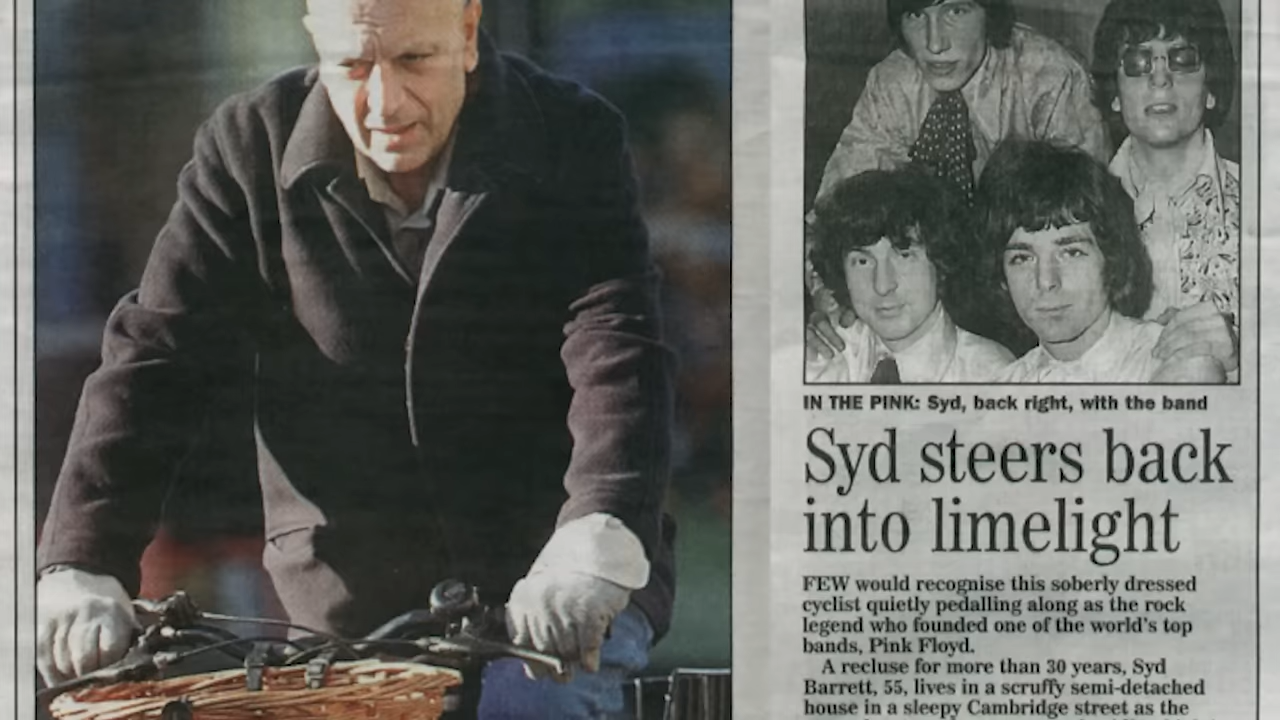 IN THE PINK: Syd, back right, with the band
Syd steers back
into limelight
FEW would recognise this soberly dressed
cyclist quietly pedalling along as the rock
legend who founded one of the world's top
bands, Pink Floyd.
A recluse for more than 30 years, Syd
Barrett, 55, lives in a scruffy semi-detached
house in a sleepy Cambridge street as the